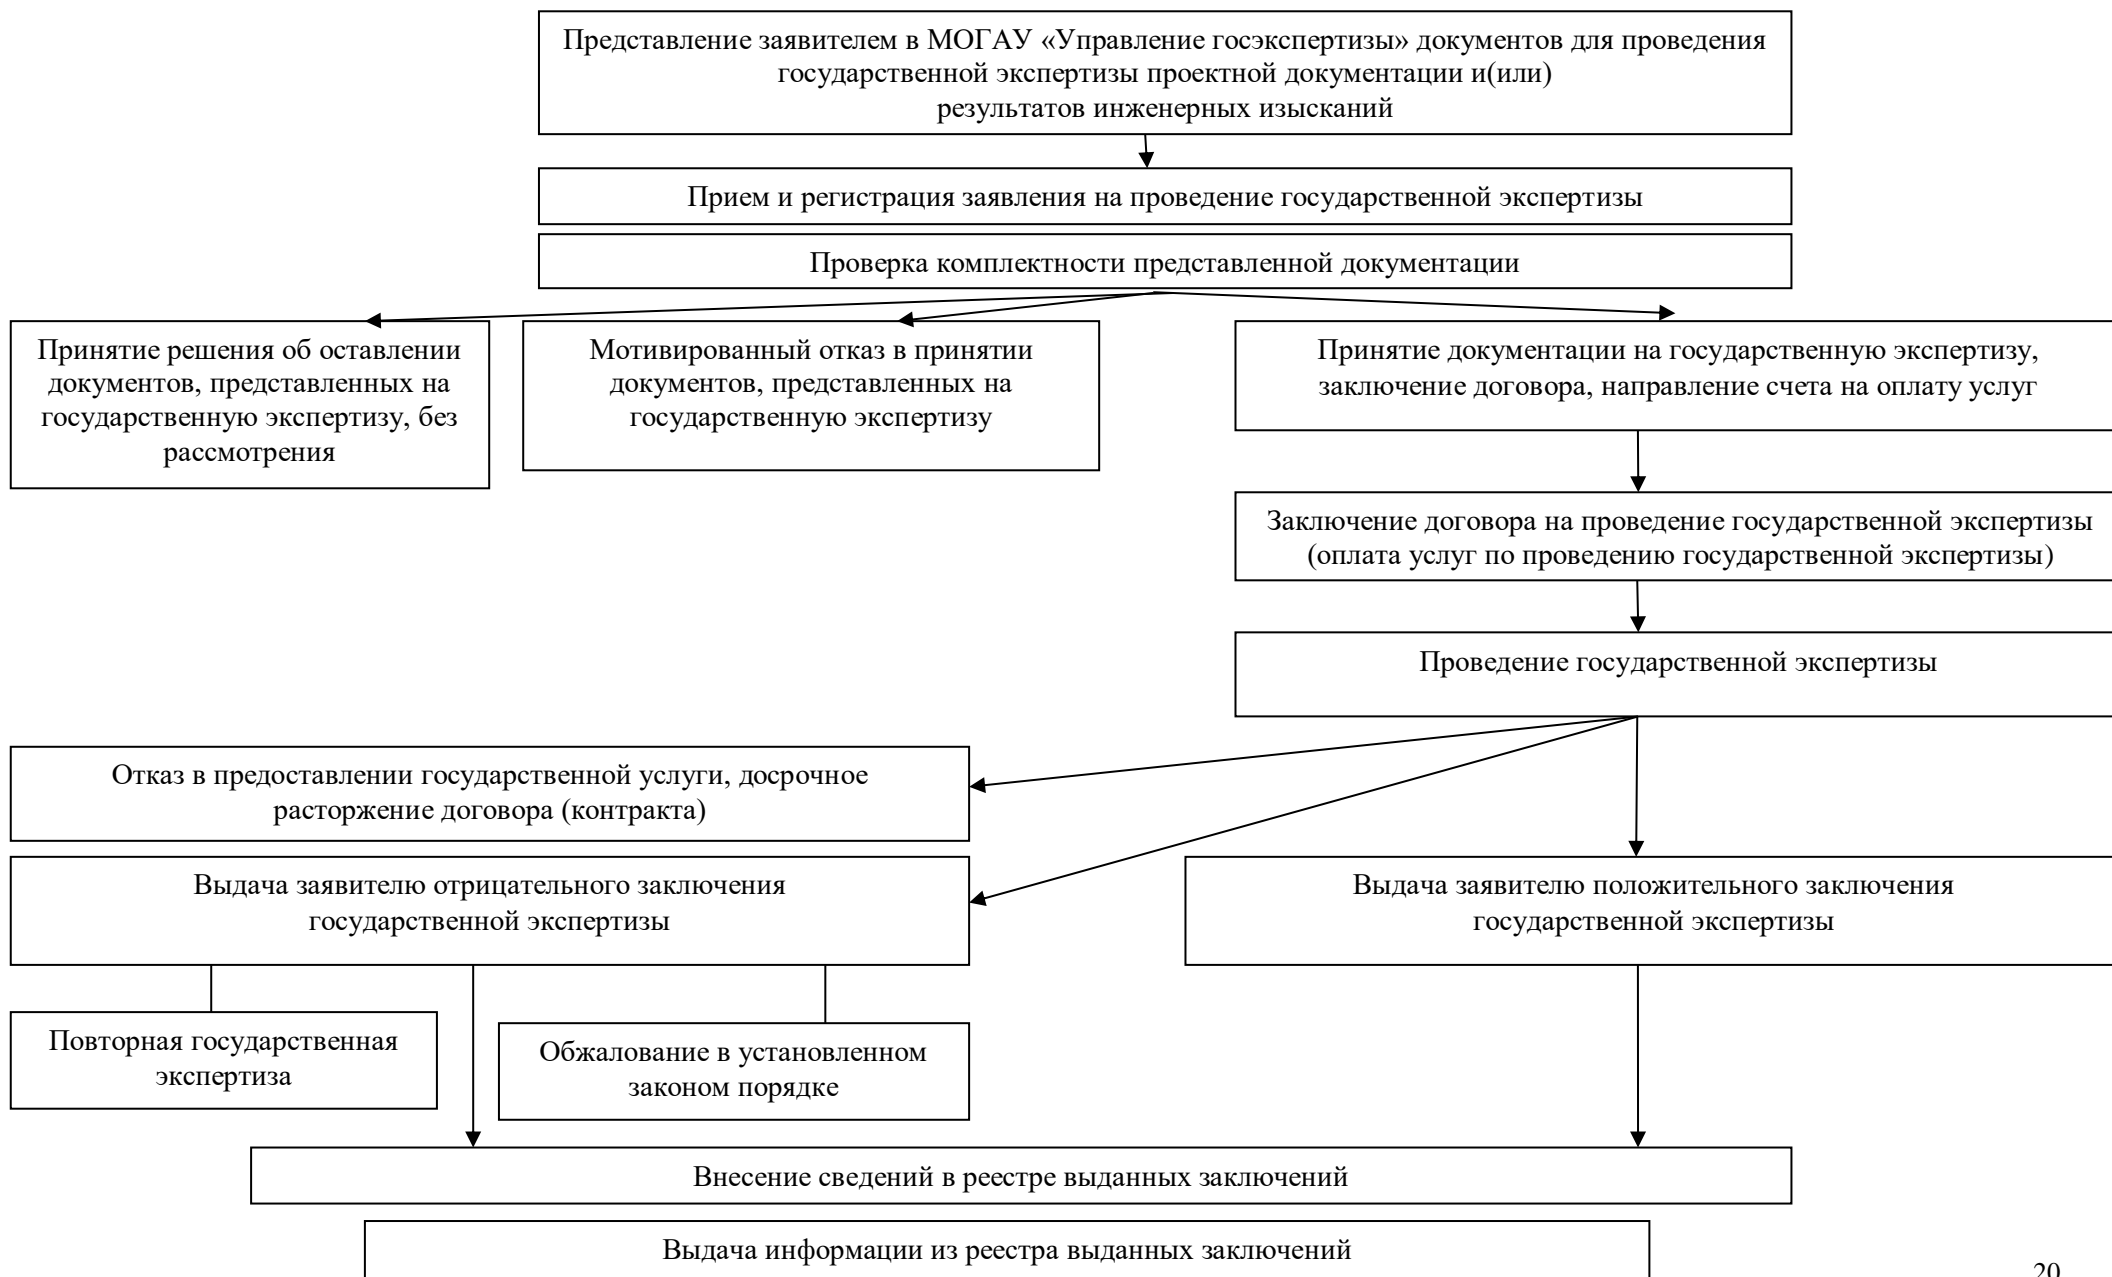 Представление заявителем в МОГАУ «Управление госэкспертизы» документов для проведения
государственной экспертизы проектной документации и(или)
результатов инженерных изысканий
Прием и регистрация заявления на проведение государственной экспертизы
Проверка комплектности представленной документации
Принятие решения об оставлении
документов, представленных на
государственную экспертизу, без
рассмотрения
Мотивированный отказ в принятии
документов, представленных на
государственную экспертизу
Принятие документации на государственную экспертизу,
заключение договора, направление счета на оплату услуг
Заключение договора на проведение государственной экспертизы
(оплата услуг по проведению государственной экспертизы)
Проведение государственной экспертизы
Отказ в предоставлении государственной услуги, досрочное
расторжение договора (контракта)
Выдача заявителю отрицательного заключения
государственной экспертизы
Выдача заявителю положительного заключения
государственной экспертизы
Повторная государственная
экспертиза
Обжалование в установленном
законом порядке
Внесение сведений в реестре выданных заключений
Выдача информации из реестра выданных заключений
20